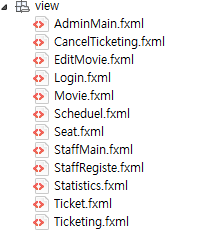 view
AdminMain.fxml
CancelTicketing.fxml
EditMovie.fxml
Login.fxml
Movie.fxml
Scheduel.fxml
Seat.fxml
StaffMain.fxml
StaffRegiste.fxml
Statistics.fxml
Ticket.fxml
Ticketing.fxml